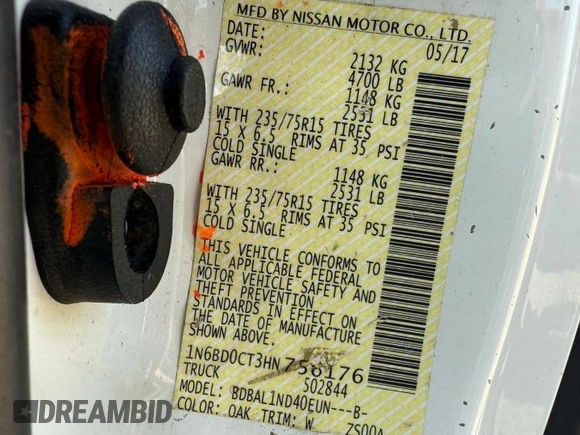 MFD BY NISSAN MOTOR CO., LTD.
DATE: 05/17
GVWR: 2132 KG
4700 LB
GAWR FR.: 1148 KG
2531 LB
WITH 235/75R15 TIRES
15 X 6.5 RIMS AT 35 PSI
COLD SINGLE
GAWR RR.: 1148 KG
2531 LB
WITH 235/75R15 TIRES
15 X 6.5 RIMS AT 35 PSI
COLD SINGLE
THIS VEHICLE CONFORMS TO
ALL APPLICABLE FEDERAL
MOTOR VEHICLE SAFETY AND
THEFT PREVENTION
STANDARDS IN EFFECT ON
THE DATE OF MANUFACTURE
SHOWN ABOVE.
1N6BD0CT3HN756176
TRUCK S02844
MODEL: BDBAL1ND40EUN---B-
COLOR: QAK TRIM: W ZS00A
DREAMBID